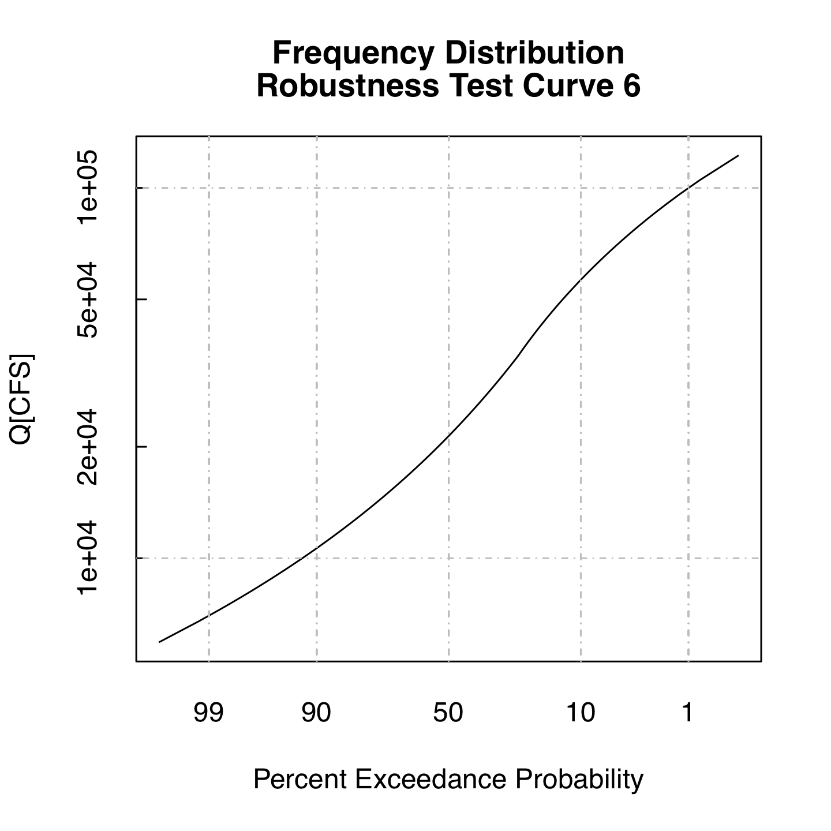 Frequency Distribution
Robustness Test Curve 6
Q[CFS]
1e+05
5e+04
2e+04
1e+04
99 90 50 10 1
Percent Exceedance Probability